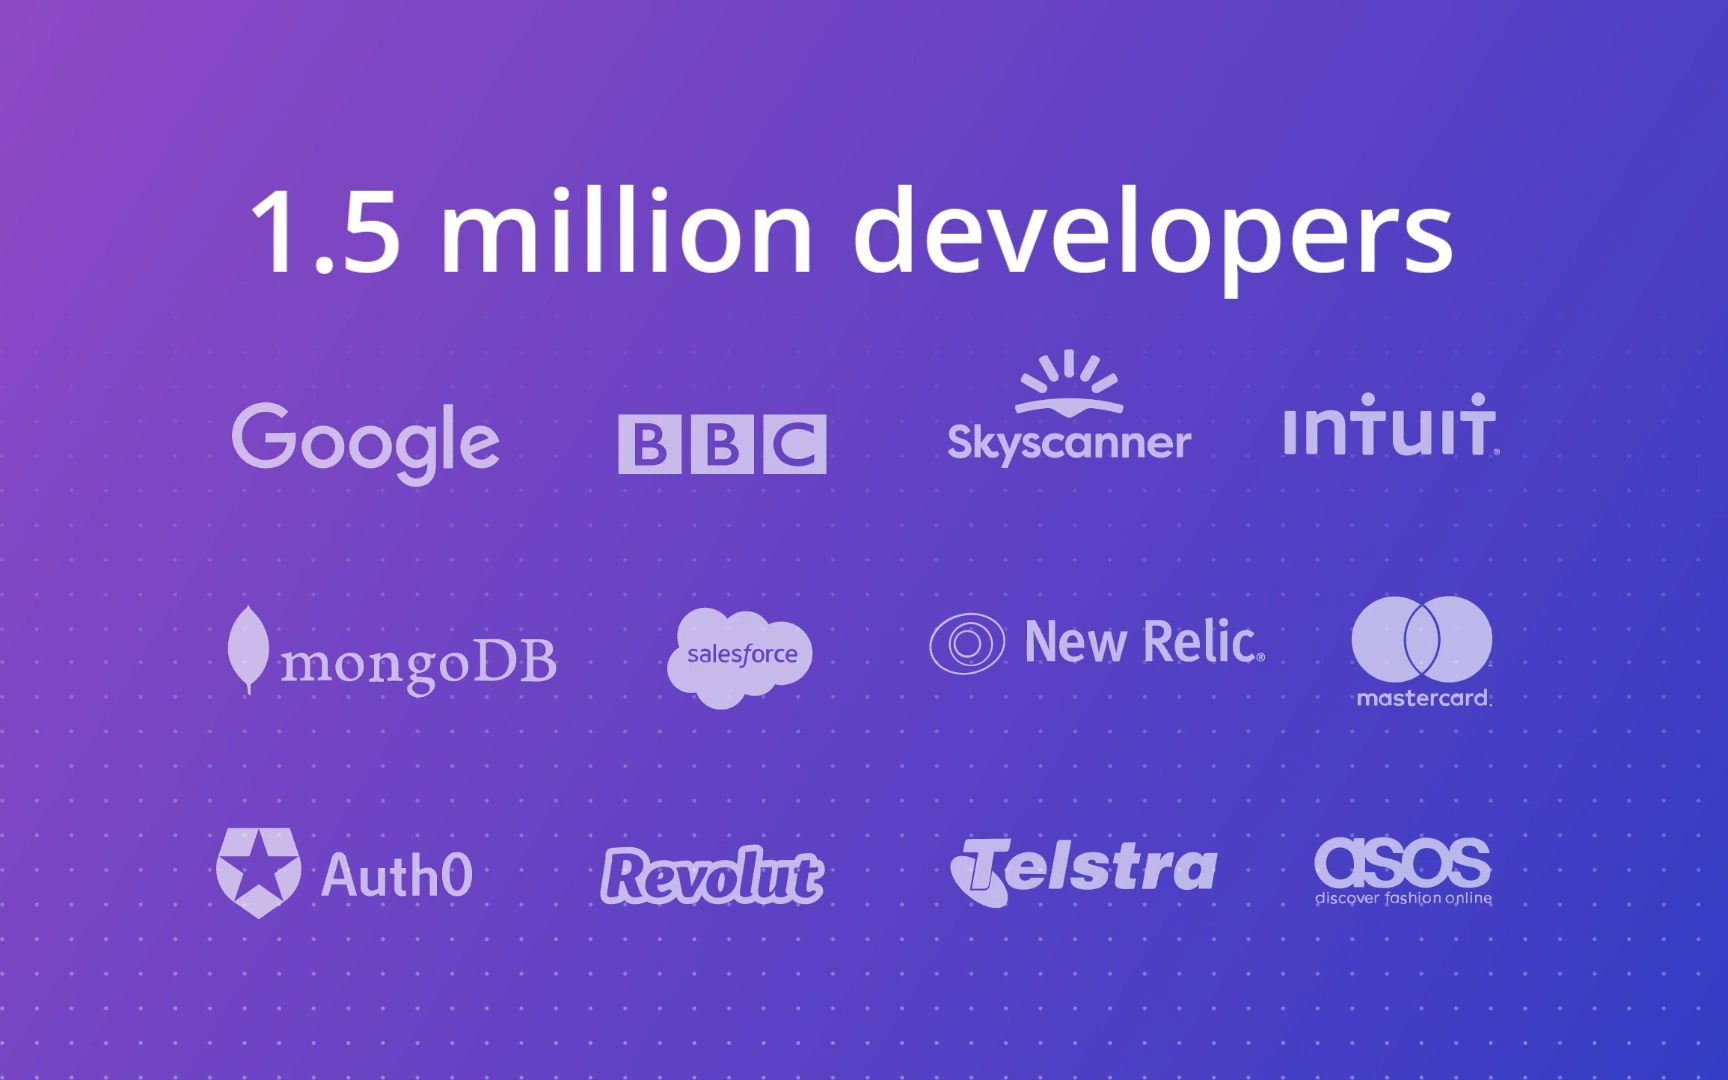 1.5 million developers
Google
BBC
Skyscanner
intuit®
mongoDB
salesforce
New Relic®
mastercard.
Auth0
Revolut
Telstra
asos
discover fashion online